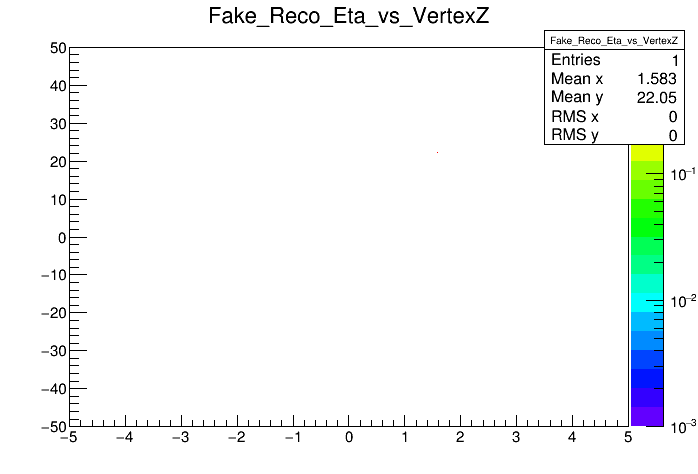 Fake_Reco_Eta_vs_VertexZ
Fake_Reco_Eta_vs_VertexZ
Entries 1
Mean x 1.583
Mean y 22.05
RMS x 0
RMS y 0
50
40
30
20
10
0
−10
−20
−30
−40
−50
−5 −4 −3 −2 −1 0 1 2 3 4 5
10⁻¹
10⁻²
10⁻³